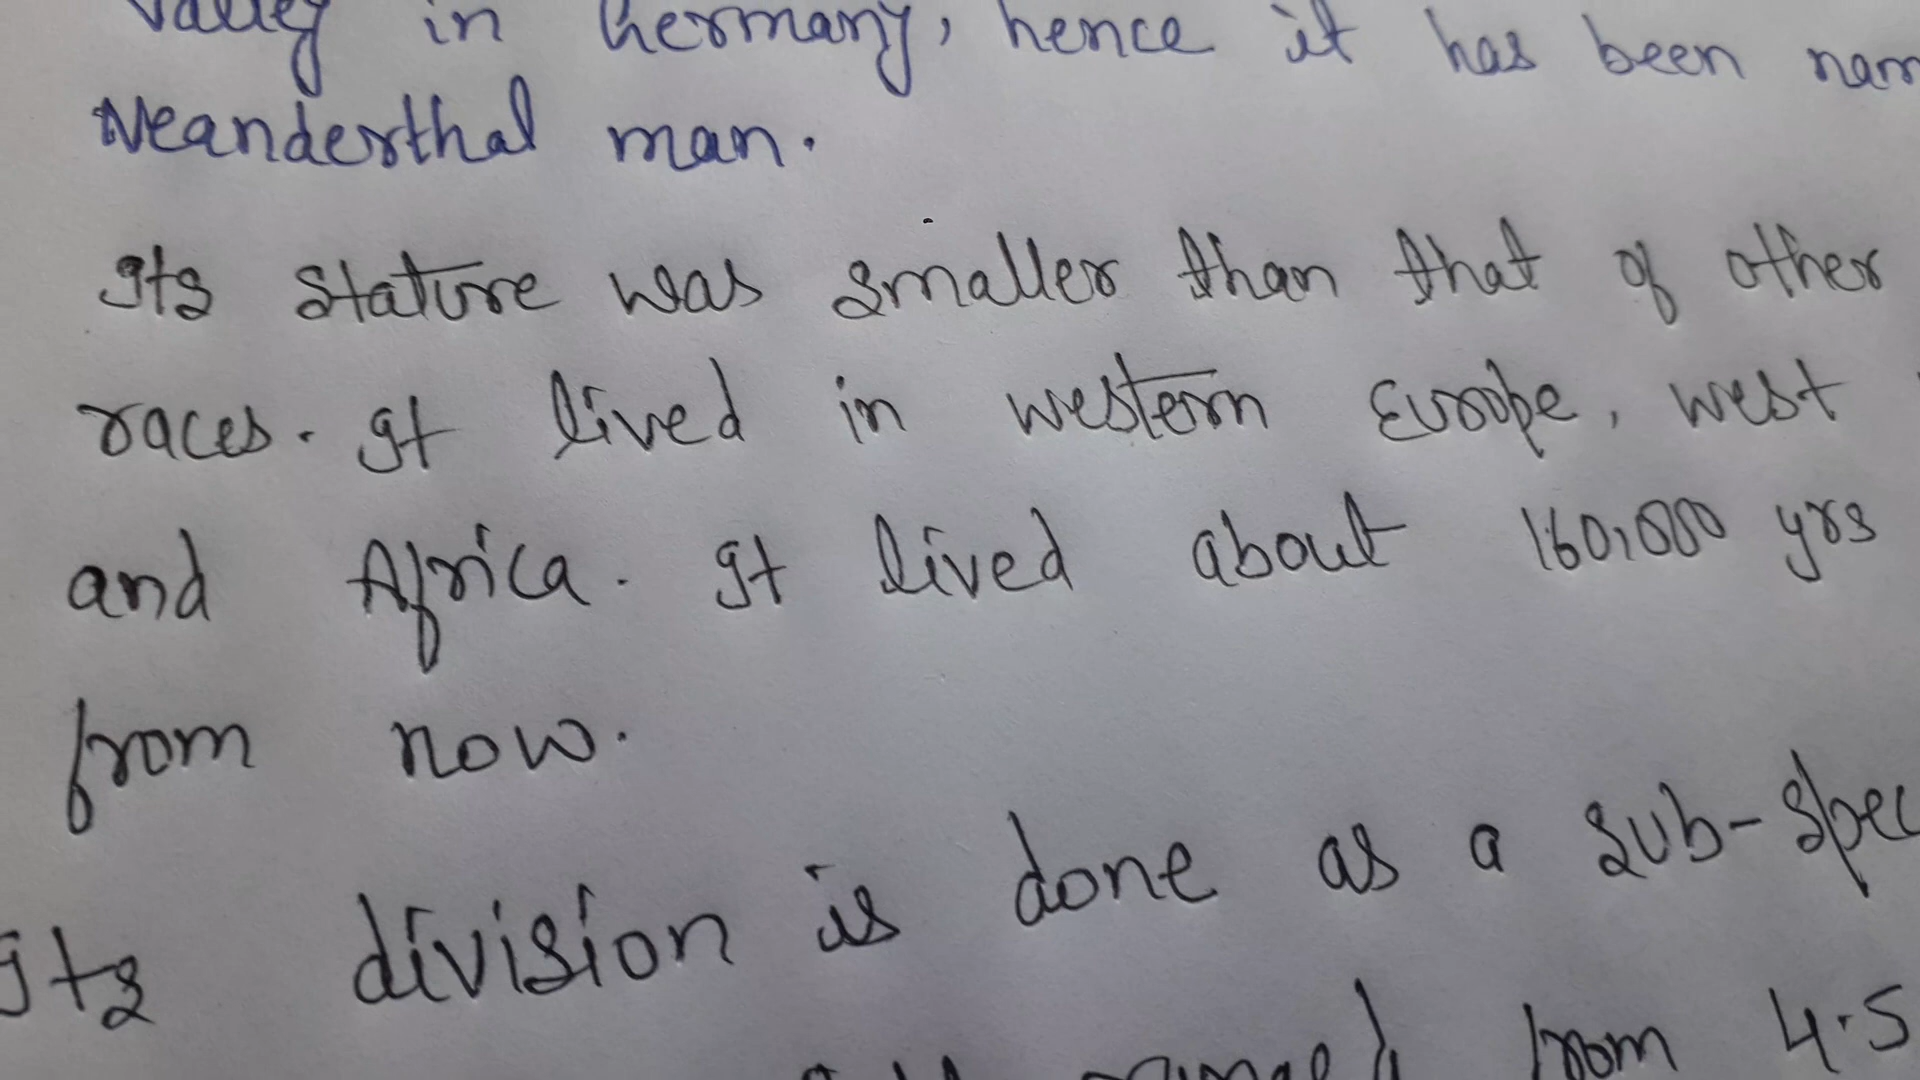 valley in Germany, hence it has been nam
Neanderthal man.
Its stature was smaller than that of other
races. It lived in western Europe, west
and Africa. It lived about 160,000 yrs
from now.
Its division is done as a sub-spec
ranged from 4.5